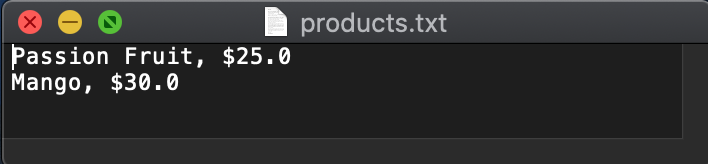 products.txt
Passion Fruit, $25.0
Mango, $30.0